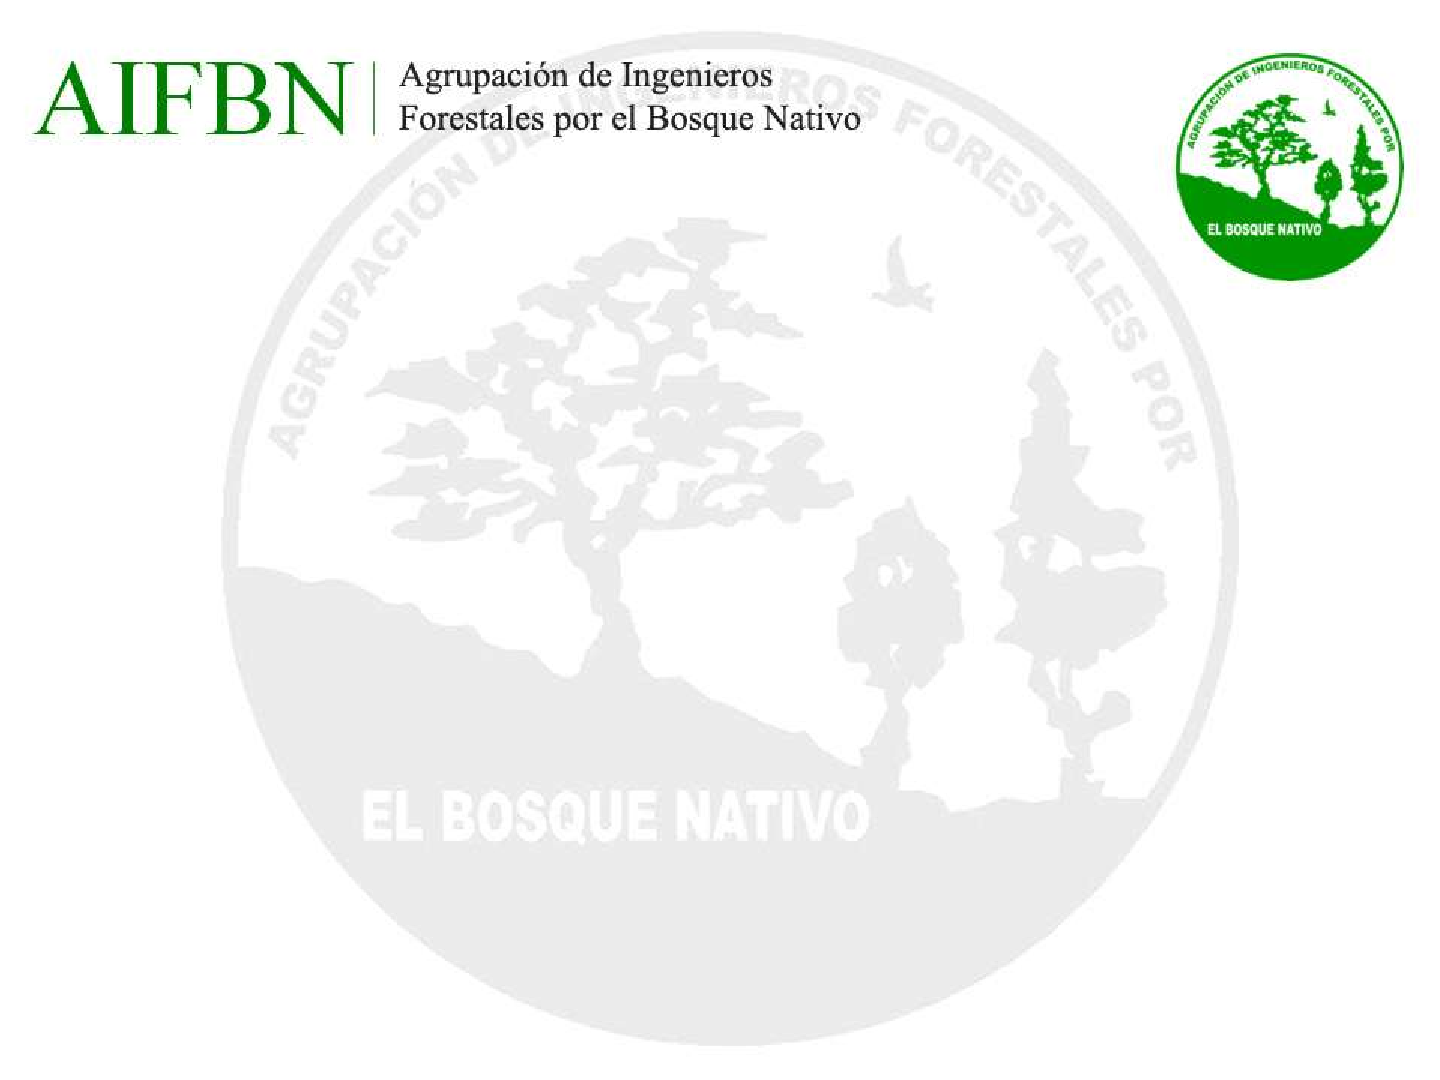 AIFBN
Agrupación de Ingenieros
Forestales por el Bosque Nativo
AGRUPACIÓN DE INGENIEROS FORESTALES POR
EL BOSQUE NATIVO
AGRUPACIÓN DE INGENIEROS FORESTALES POR
EL BOSQUE NATIVO